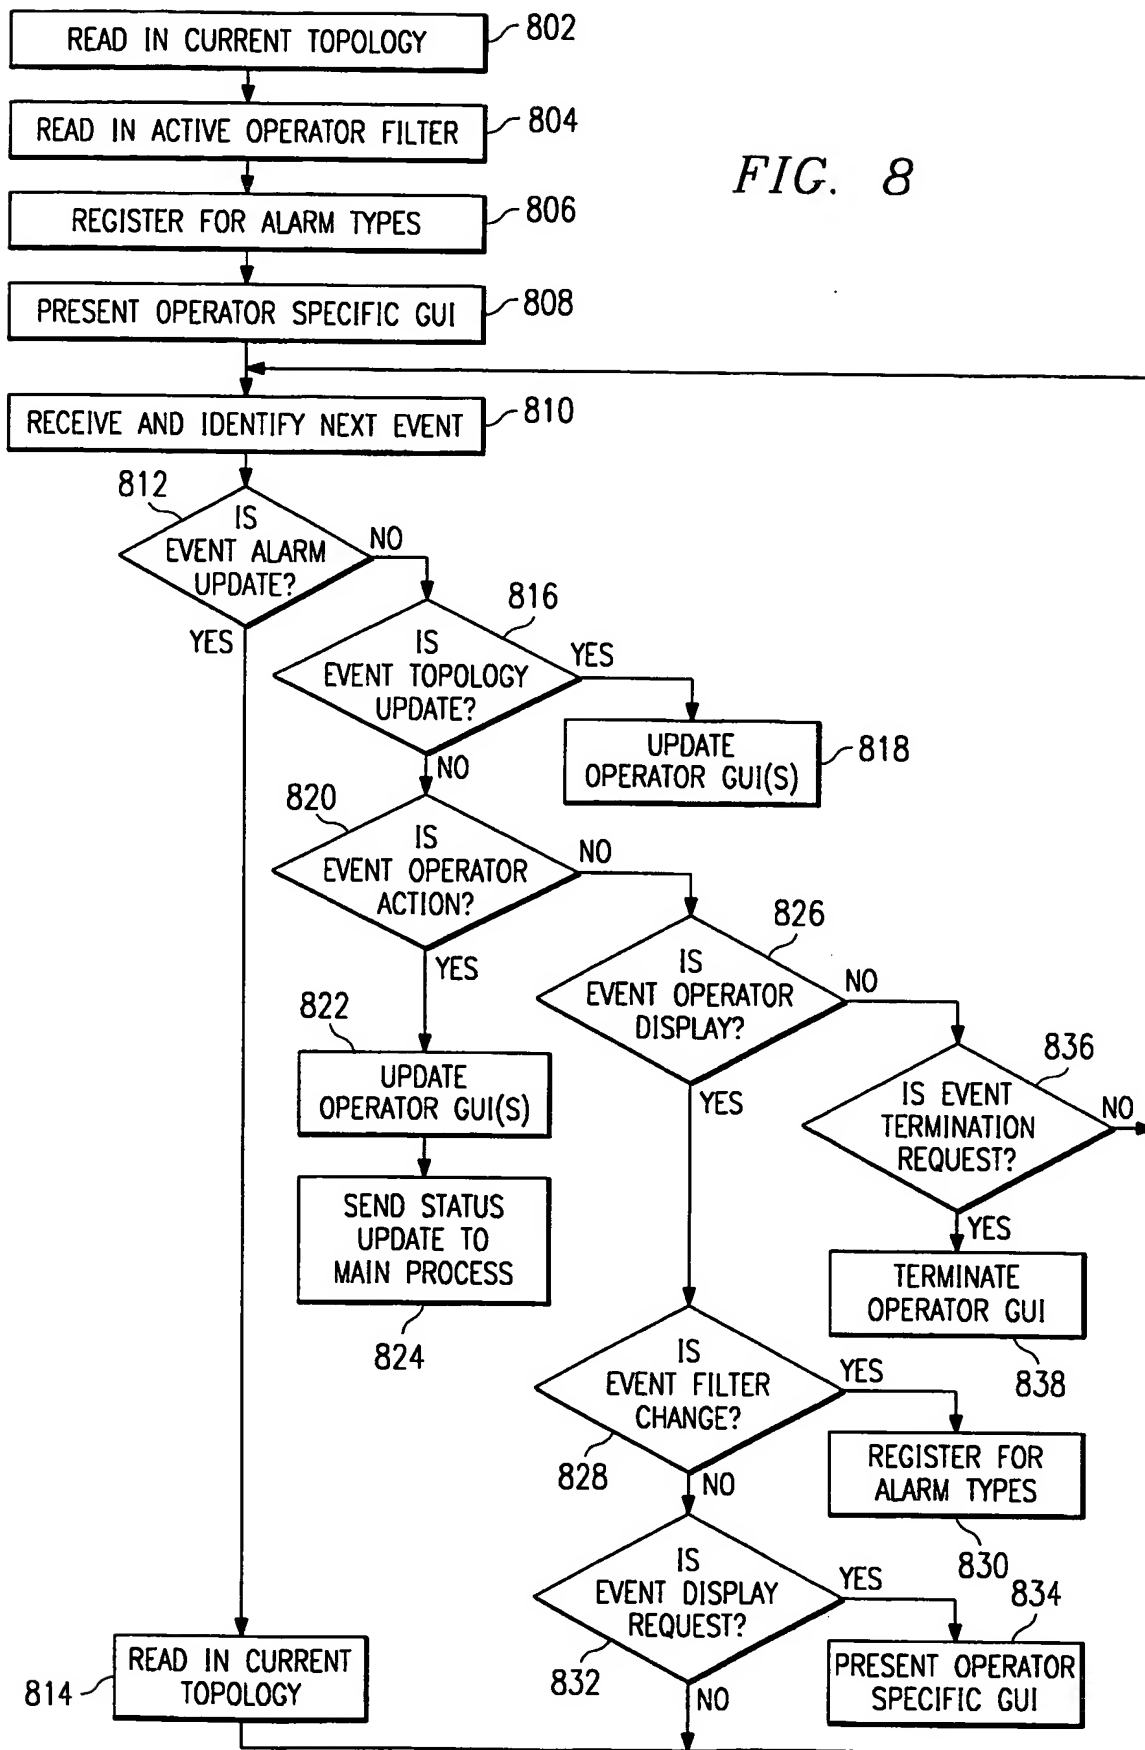 READ IN CURRENT TOPOLOGY
802
READ IN ACTIVE OPERATOR FILTER
804
FIG. 8
REGISTER FOR ALARM TYPES
806
PRESENT OPERATOR SPECIFIC GUI
808
RECEIVE AND IDENTIFY NEXT EVENT
810
812
IS
EVENT ALARM
UPDATE?
NO
YES
816
IS
EVENT TOPOLOGY
UPDATE?
YES
NO
UPDATE
OPERATOR GUI(S)
818
820
IS
EVENT OPERATOR
ACTION?
NO
YES
826
IS
EVENT OPERATOR
DISPLAY?
NO
YES
822
UPDATE
OPERATOR GUI(S)
836
IS EVENT
TERMINATION
REQUEST?
NO
YES
SEND STATUS
UPDATE TO
MAIN PROCESS
824
TERMINATE
OPERATOR GUI
838
IS
EVENT FILTER
CHANGE?
YES
828
NO
REGISTER FOR
ALARM TYPES
830
IS
EVENT DISPLAY
REQUEST?
YES
832
NO
834
PRESENT OPERATOR
SPECIFIC GUI
READ IN CURRENT
TOPOLOGY
814